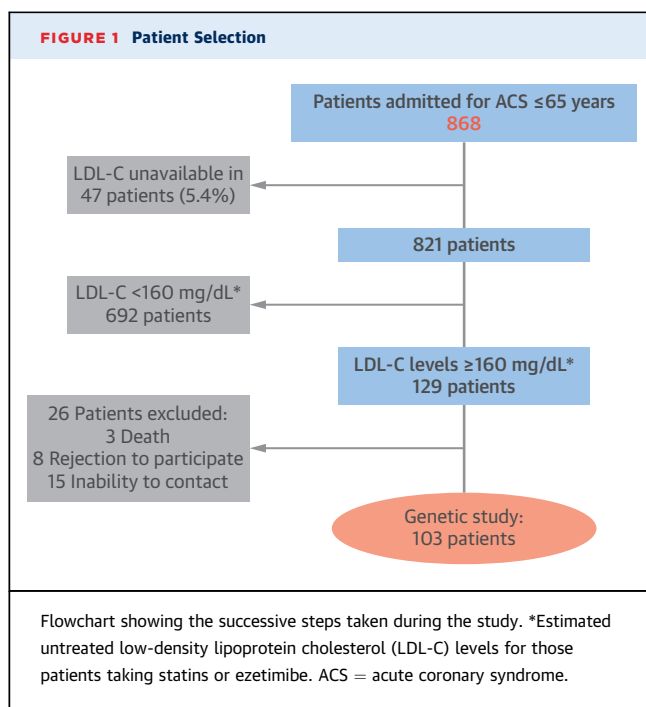 FIGURE 1 Patient Selection
Patients admitted for ACS ≤65 years
868
LDL-C unavailable in
47 patients (5.4%)
821 patients
LDL-C <160 mg/dL*
692 patients
LDL-C levels ≥160 mg/dL*
129 patients
26 Patients excluded:
3 Death
8 Rejection to participate
15 Inability to contact
Genetic study:
103 patients
Flowchart showing the successive steps taken during the study. *Estimated
untreated low-density lipoprotein cholesterol (LDL-C) levels for those
patients taking statins or ezetimibe. ACS = acute coronary syndrome.